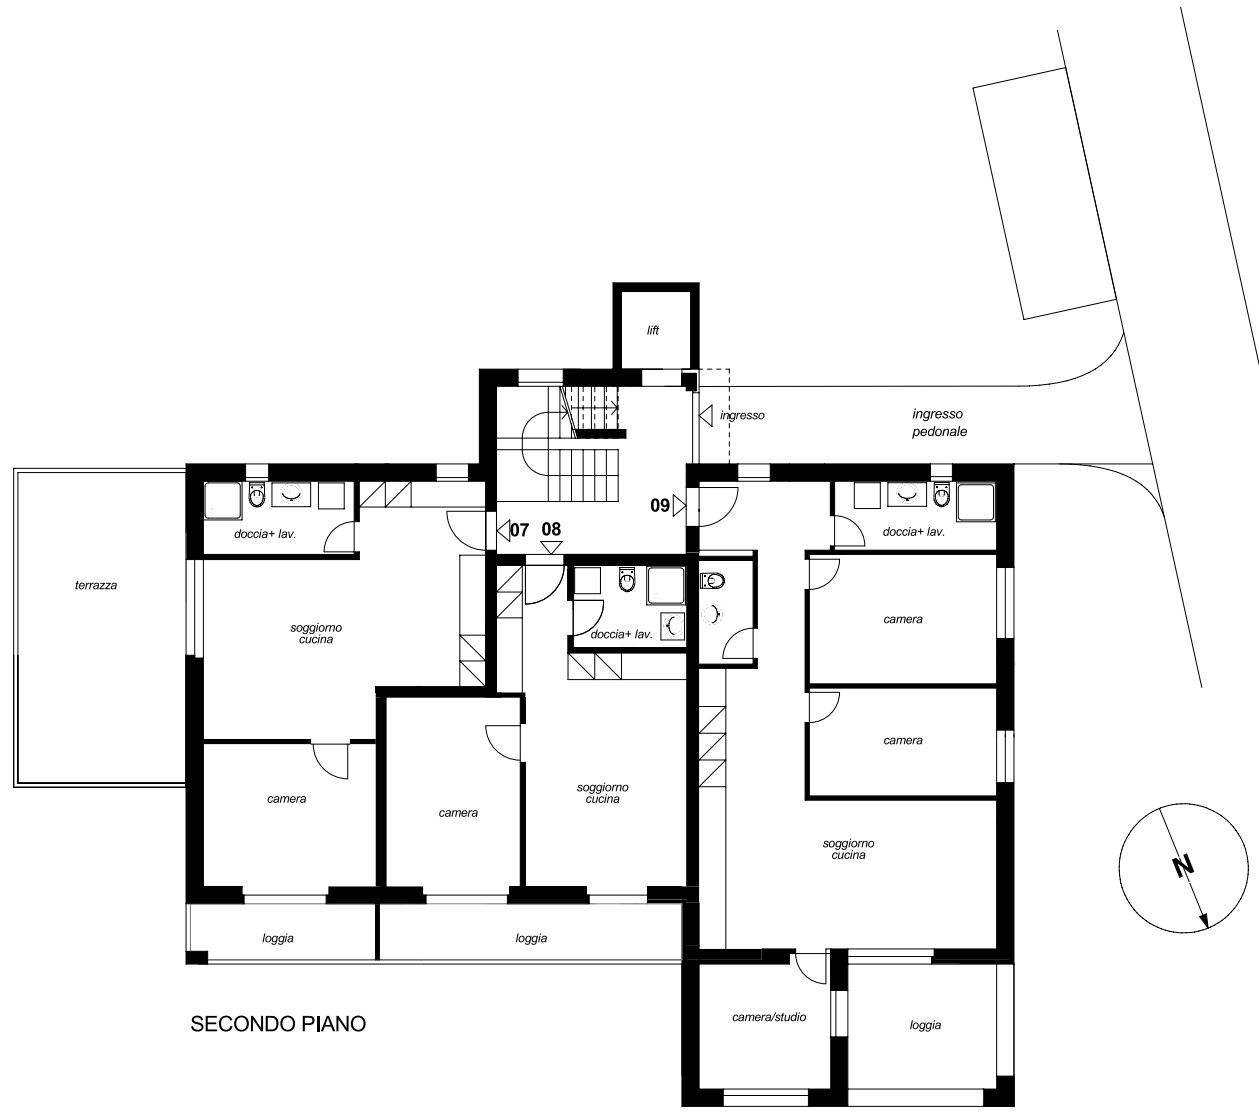 lift
ingresso
ingresso
pedonale
09
07
08
doccia+ lav.
doccia+ lav.
terrazza
soggiorno
cucina
doccia+ lav.
camera
camera
camera
camera
soggiorno
cucina
soggiorno
cucina
N
loggia
loggia
camera/studio
loggia
SECONDO PIANO